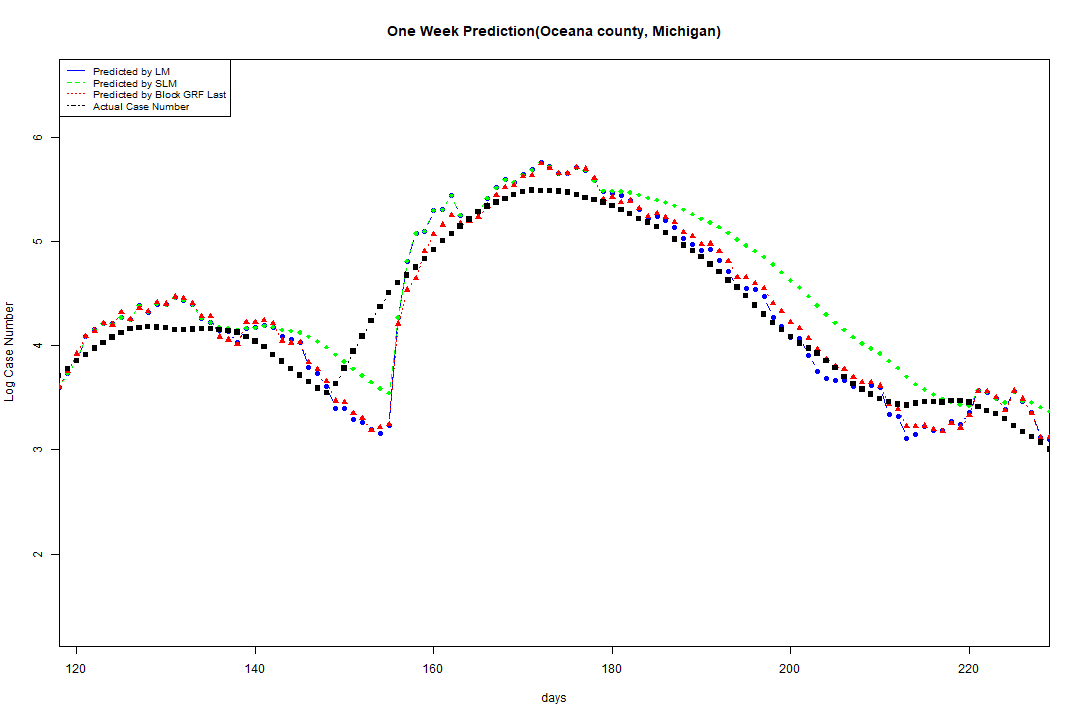 One Week Prediction(Oceana county, Michigan)
Predicted by LM
Predicted by SLM
Predicted by Block GRF Last
Actual Case Number
6
5
4
3
2
Log Case Number
120 140 160 180 200 220
days